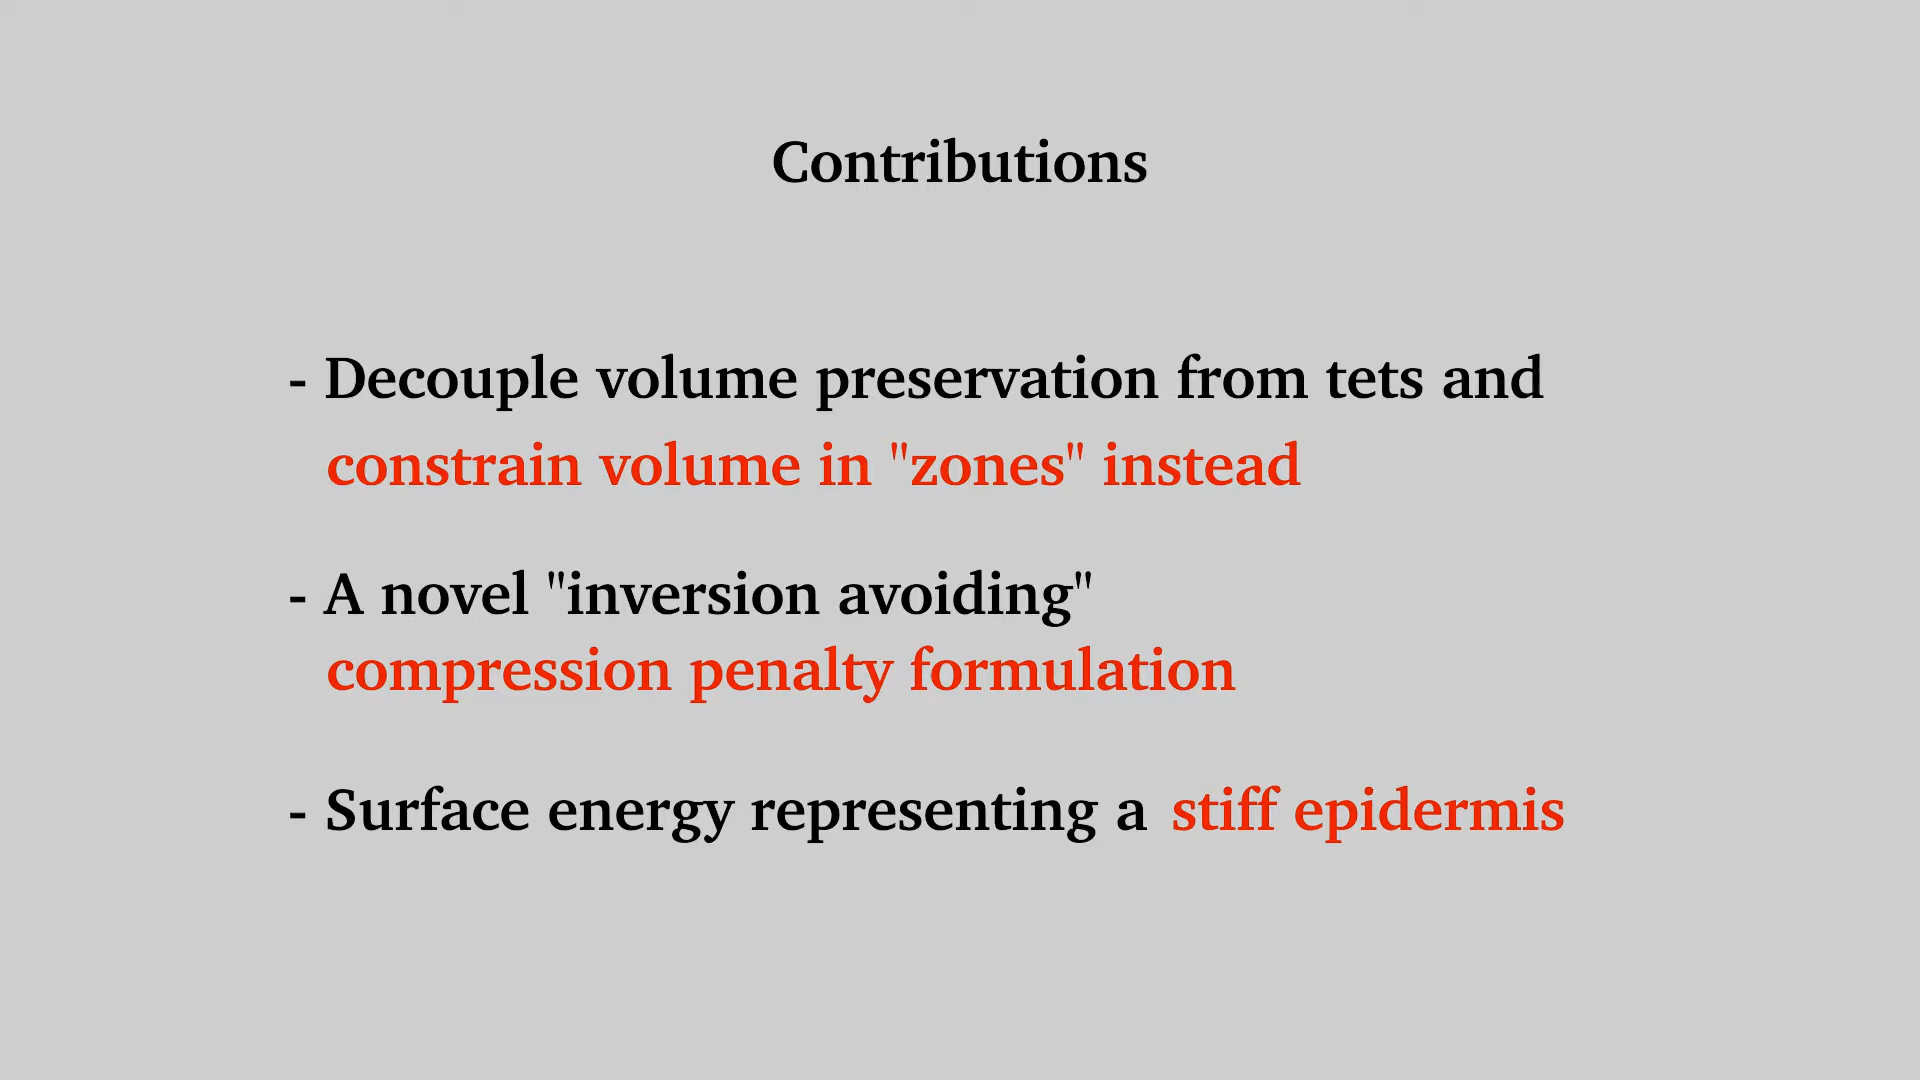 Contributions
- Decouple volume preservation from tets and
constrain volume in "zones" instead
- A novel "inversion avoiding"
compression penalty formulation
- Surface energy representing a stiff epidermis